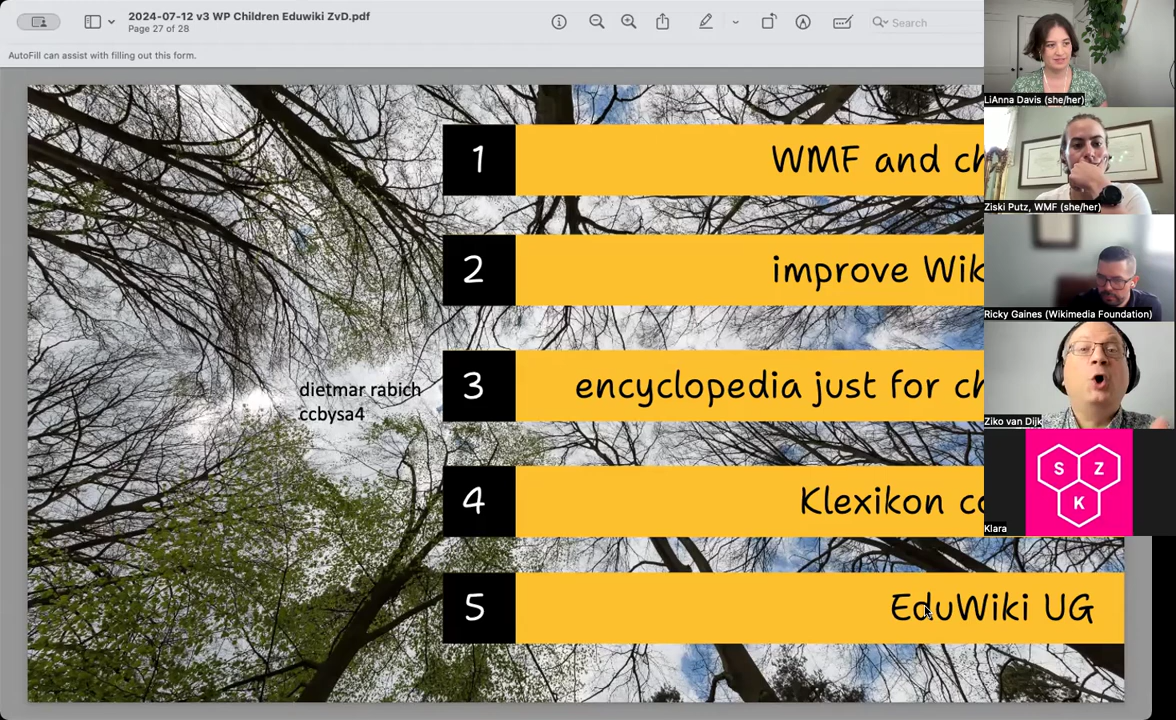 2024-07-12 v3 WP Children Eduwiki ZvD.pdf
Page 27 of 28
Search
AutoFill can assist with filling out this form.
1 WMF and ch
2 improve Wik
3 encyclopedia just for ch
4 Klexikon co
5 EduWiki UG
dietmar rabich
ccbysa4
LiAnna Davis (she/her)
Ziski Putz, WMF (she/her)
Ricky Gaines (Wikimedia Foundation)
Ziko van Dijk
S Z
K
Klara